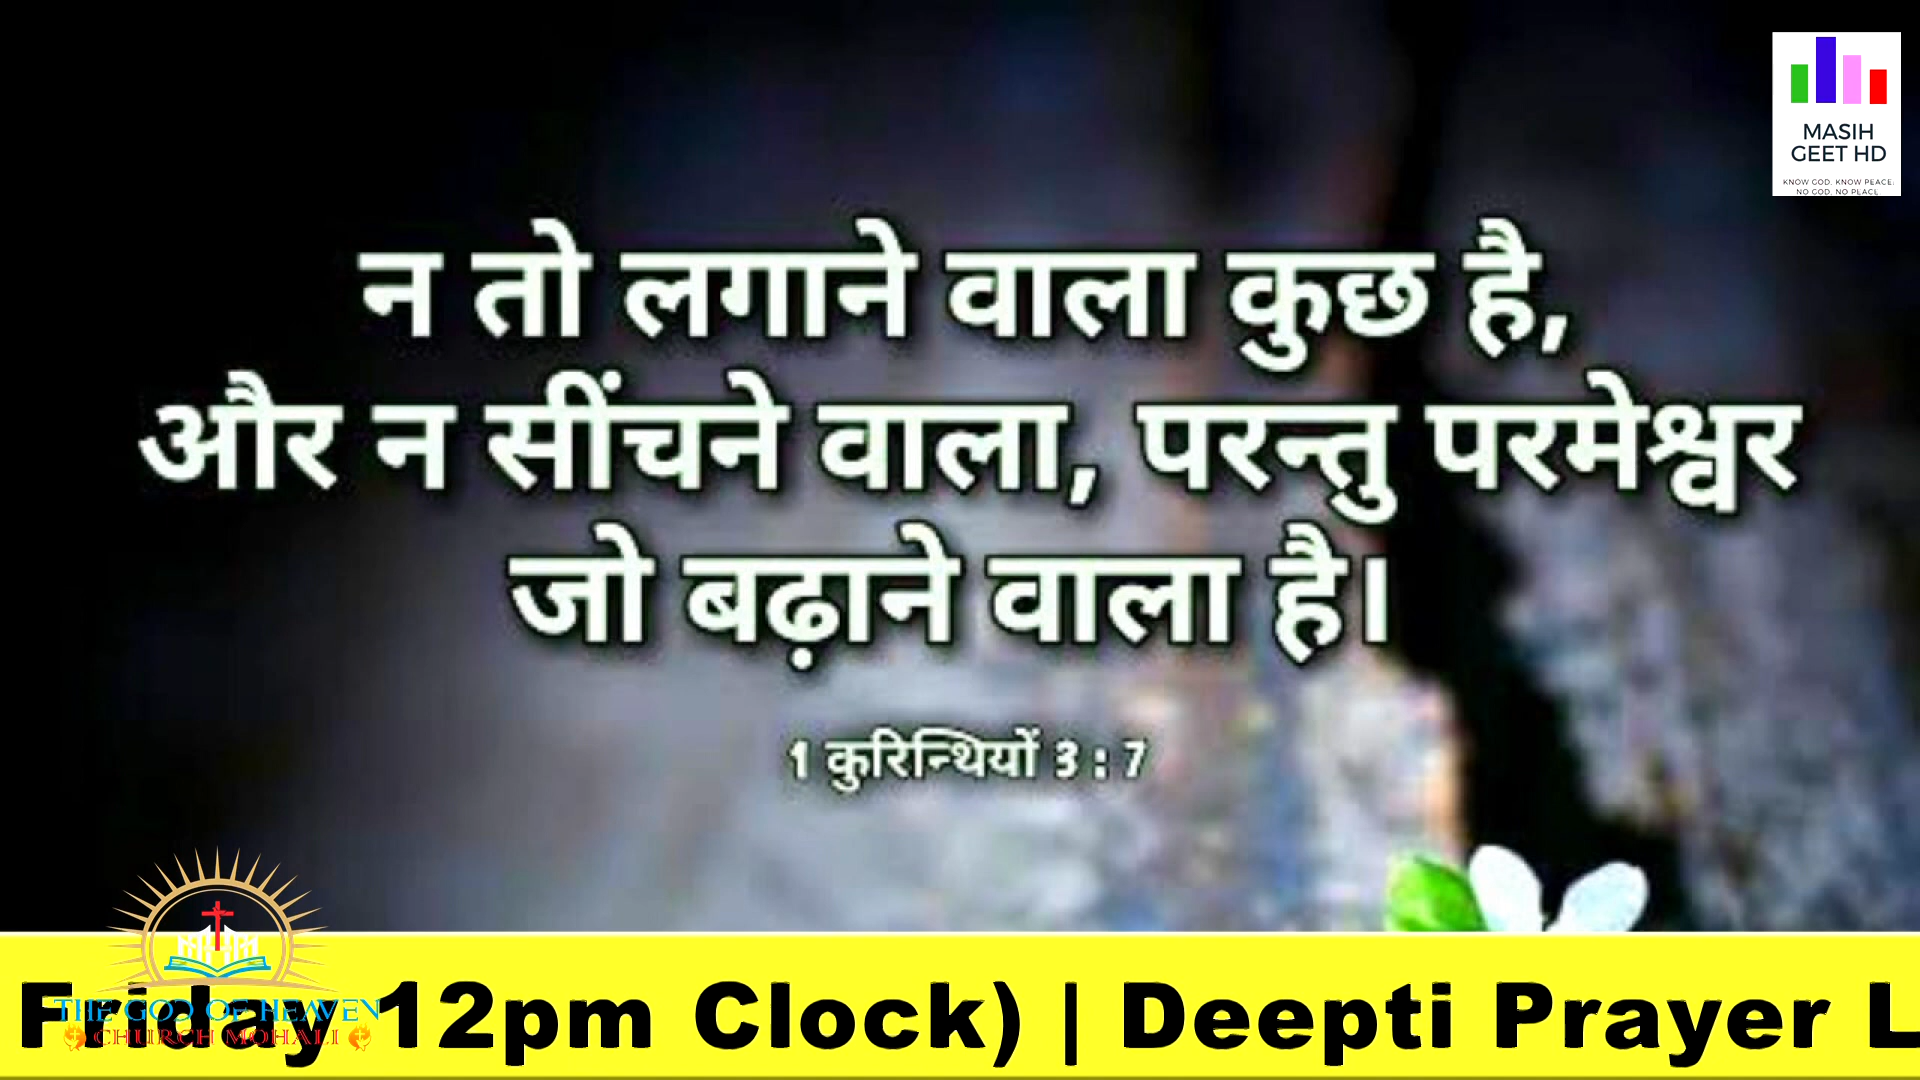 MASIH
GEET HD
KNOW GOD, KNOW PEACE.
NO GOD, NO PEACE.
न तो लगाने वाला कुछ है,
और न सींचने वाला, परन्तु परमेश्वर
जो बढ़ाने वाला है।
1 कुरिन्थियों 3 : 7
THE GOD OF HEAVEN
CHURCH MOHALI
Friday 12pm Clock) | Deepti Prayer L